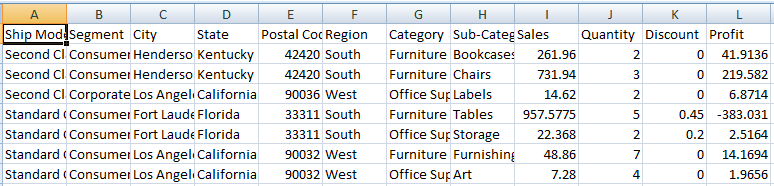 A B C D E F G H I J K L
Ship Mod Segment City State Postal Cod Region Category Sub-Categ Sales Quantity Discount Profit
Second Cl Consumer Henderso Kentucky 42420 South Furniture Bookcases 261.96 2 0 41.9136
Second Cl Consumer Henderso Kentucky 42420 South Furniture Chairs 731.94 3 0 219.582
Second Cl Corporate Los Angel California 90036 West Office Sup Labels 14.62 2 0 6.8714
Standard C Consumer Fort Laude Florida 33311 South Furniture Tables 957.5775 5 0.45 -383.031
Standard C Consumer Fort Laude Florida 33311 South Office Sup Storage 22.368 2 0.2 2.5164
Standard C Consumer Los Angel California 90032 West Furniture Furnishing 48.86 7 0 14.1694
Standard C Consumer Los Angel California 90032 West Office Sup Art 7.28 4 0 1.9656